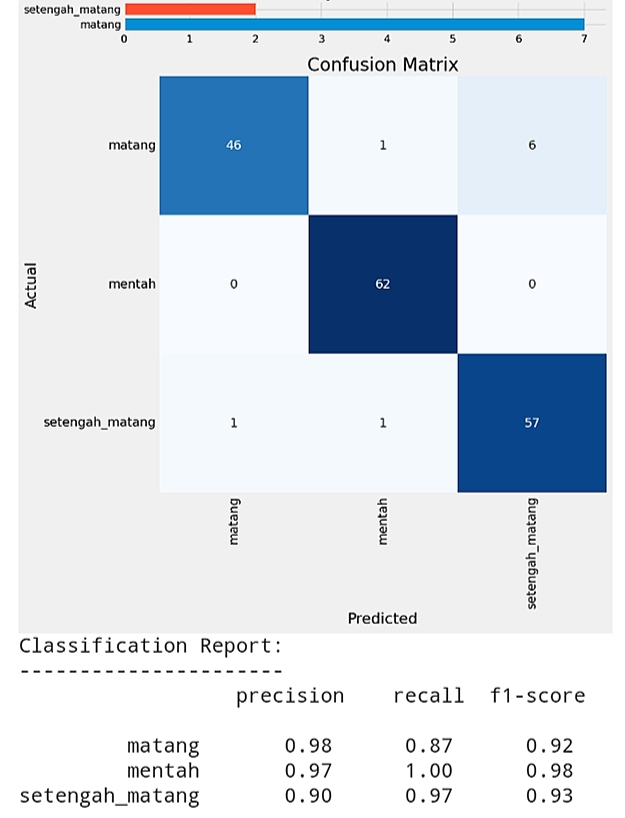 setengah_matang
matang
0 1 2 3 4 5 6 7
Confusion Matrix
matang 46 1 6
mentah 0 62 0
setengah_matang 1 1 57
Actual
matang mentah setengah_matang
Predicted
Classification Report:
----------------------
precision recall f1-score
matang 0.98 0.87 0.92
mentah 0.97 1.00 0.98
setengah_matang 0.90 0.97 0.93